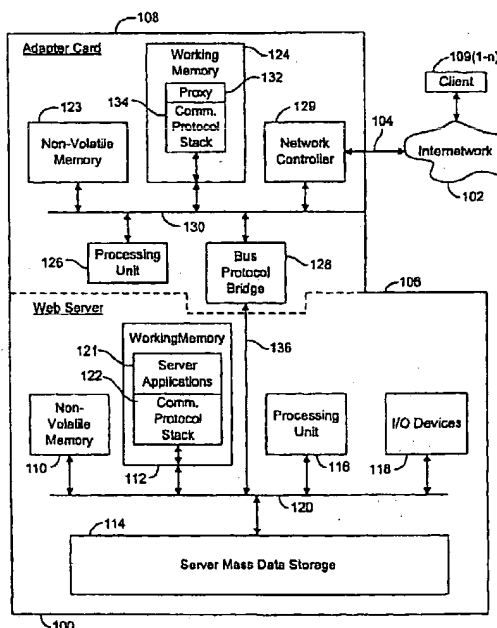 108
Adapter Card
Working
Memory
124
132
134
Proxy
Comm.
Protocol
Stack
123
Non-Volatile
Memory
129
Network
Controller
109(1-n)
Client
104
Internetwork
102
130
126
Processing
Unit
Bus
Protocol
Bridge
128
106
Web Server
WorkingMemory
121
Server
Applications
122
Comm.
Protocol
Stack
136
Non-
Volatile
Memory
110
112
Processing
Unit
116
I/O Devices
118
120
114
Server Mass Data Storage
100